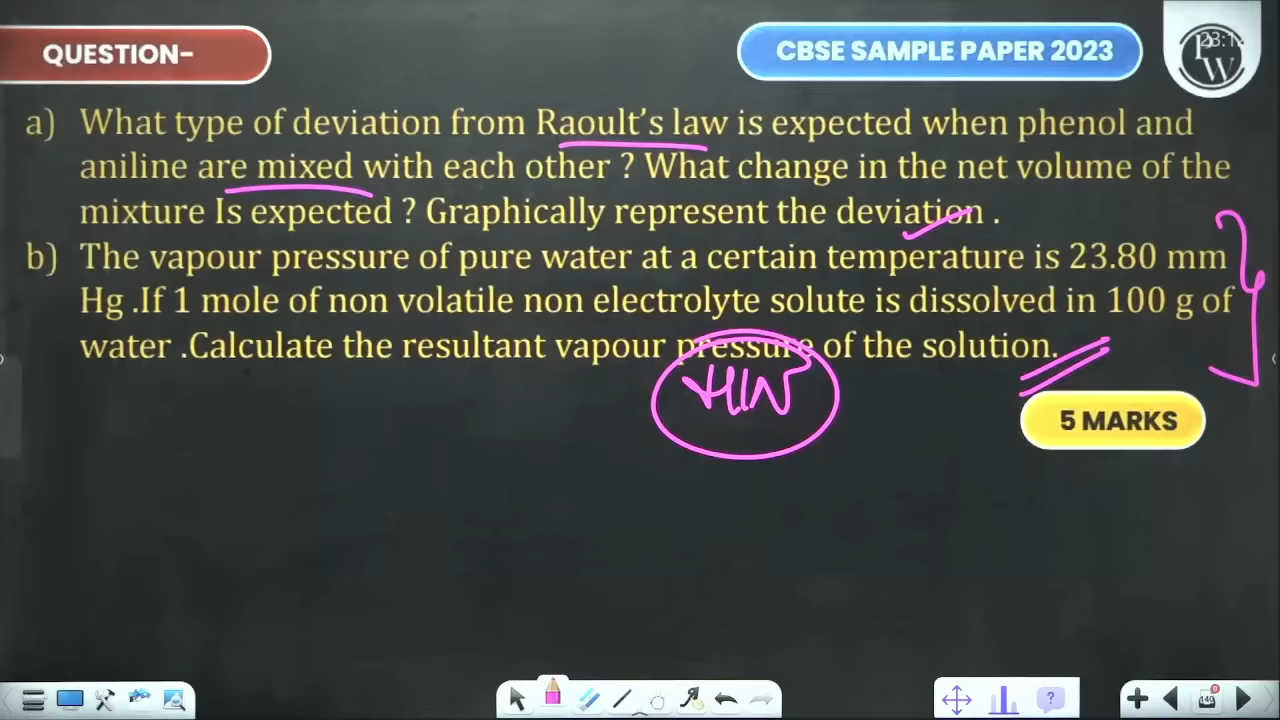 QUESTION-
CBSE SAMPLE PAPER 2023
a) What type of deviation from Raoult's law is expected when phenol and
aniline are mixed with each other ? What change in the net volume of the
mixture Is expected ? Graphically represent the deviation .
b) The vapour pressure of pure water at a certain temperature is 23.80 mm
Hg .If 1 mole of non volatile non electrolyte solute is dissolved in 100 g of
water .Calculate the resultant vapour pressure of the solution.
H/W
5 MARKS